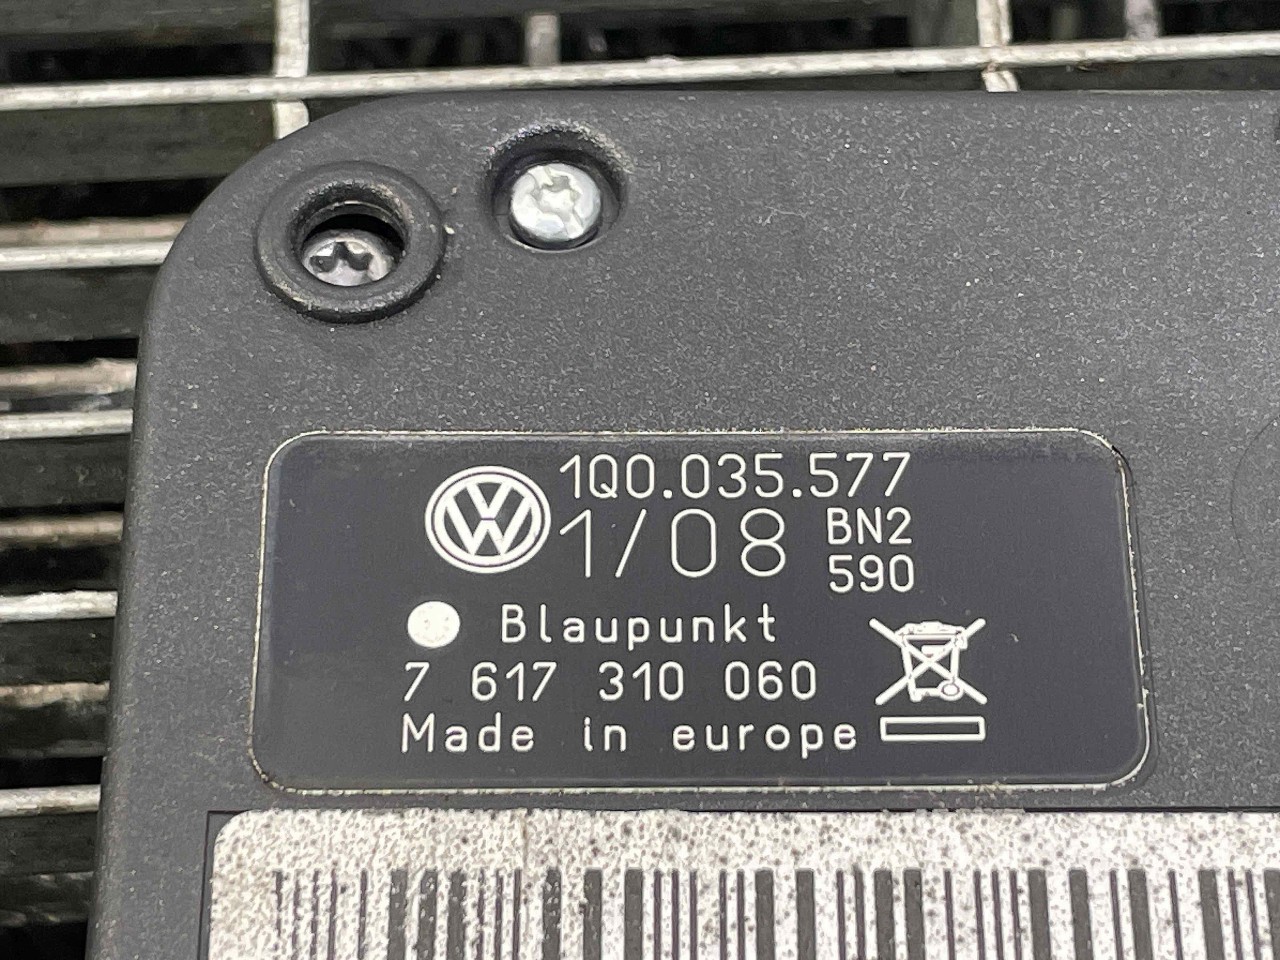 1Q0.035.577
1/08 BN2
590
Blaupunkt
7 617 310 060
Made in europe